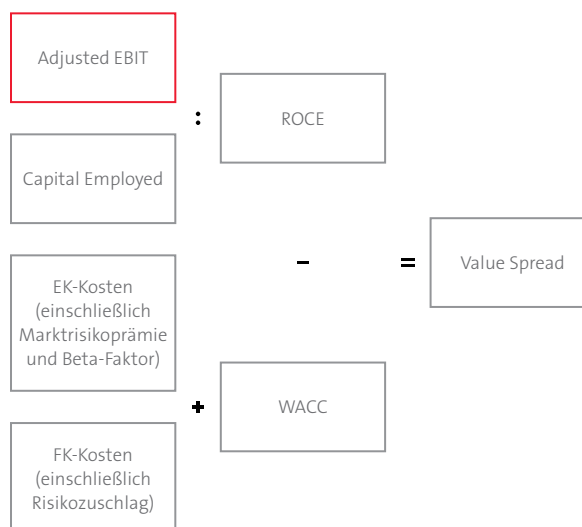 Adjusted EBIT
:
ROCE
Capital Employed
–
=
Value Spread
EK-Kosten
(einschließlich
Marktrisikoprämie
und Beta-Faktor)
+
WACC
FK-Kosten
(einschließlich
Risikozuschlag)